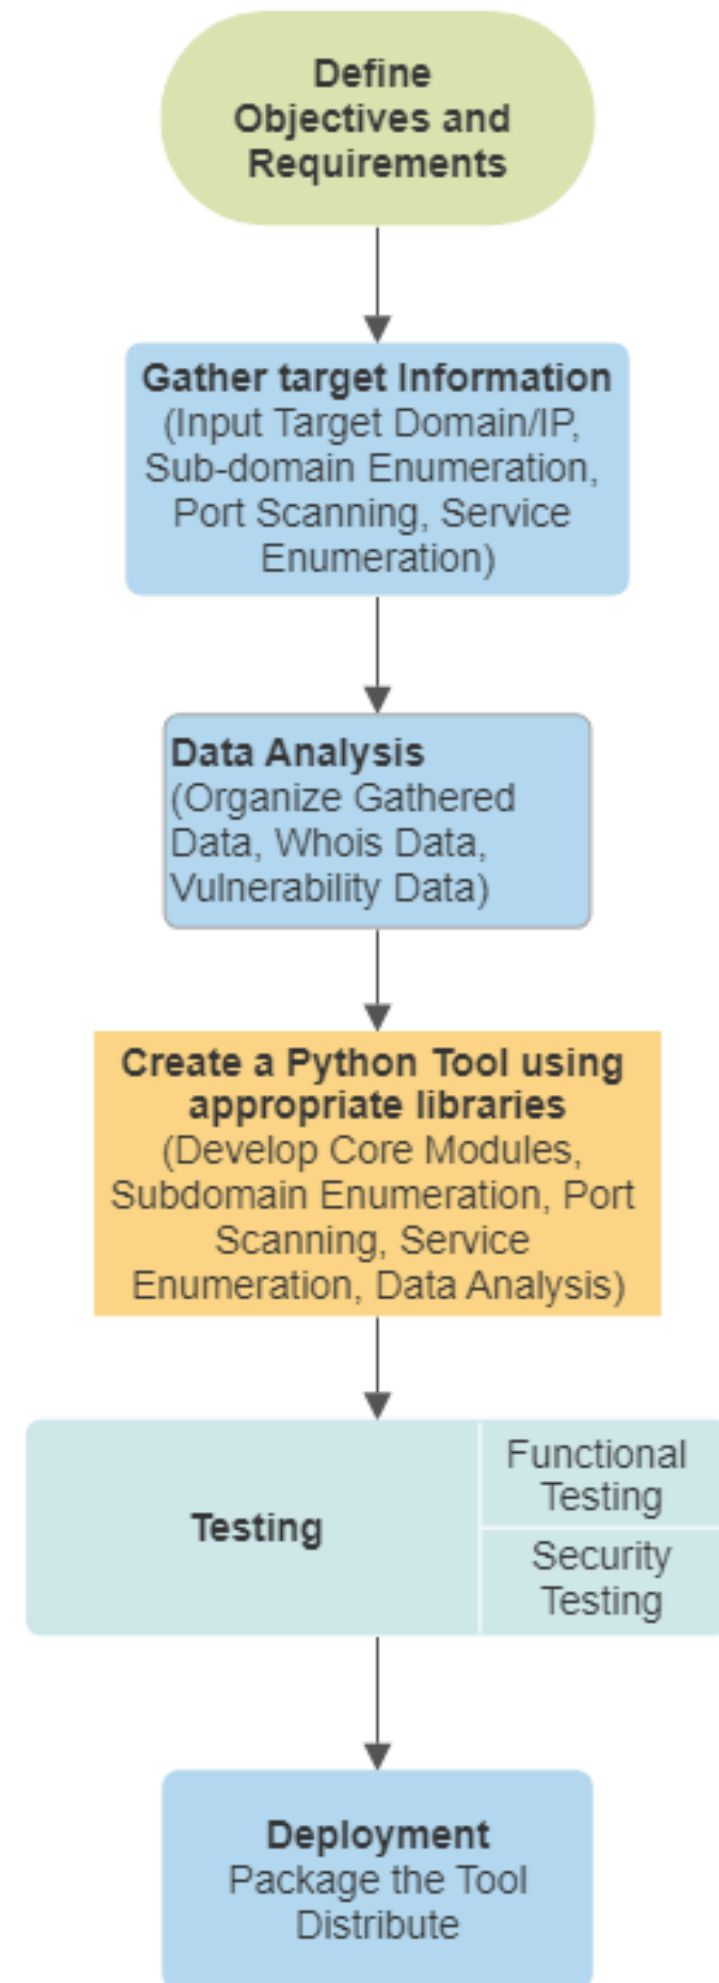 Define
Objectives and
Requirements
Gather target Information
(Input Target Domain/IP,
Sub-domain Enumeration,
Port Scanning, Service
Enumeration)
Data Analysis
(Organize Gathered
Data, Whois Data,
Vulnerability Data)
Create a Python Tool using
appropriate libraries
(Develop Core Modules,
Subdomain Enumeration, Port
Scanning, Service
Enumeration, Data Analysis)
Testing
Functional
Testing
Security
Testing
Deployment
Package the Tool
Distribute